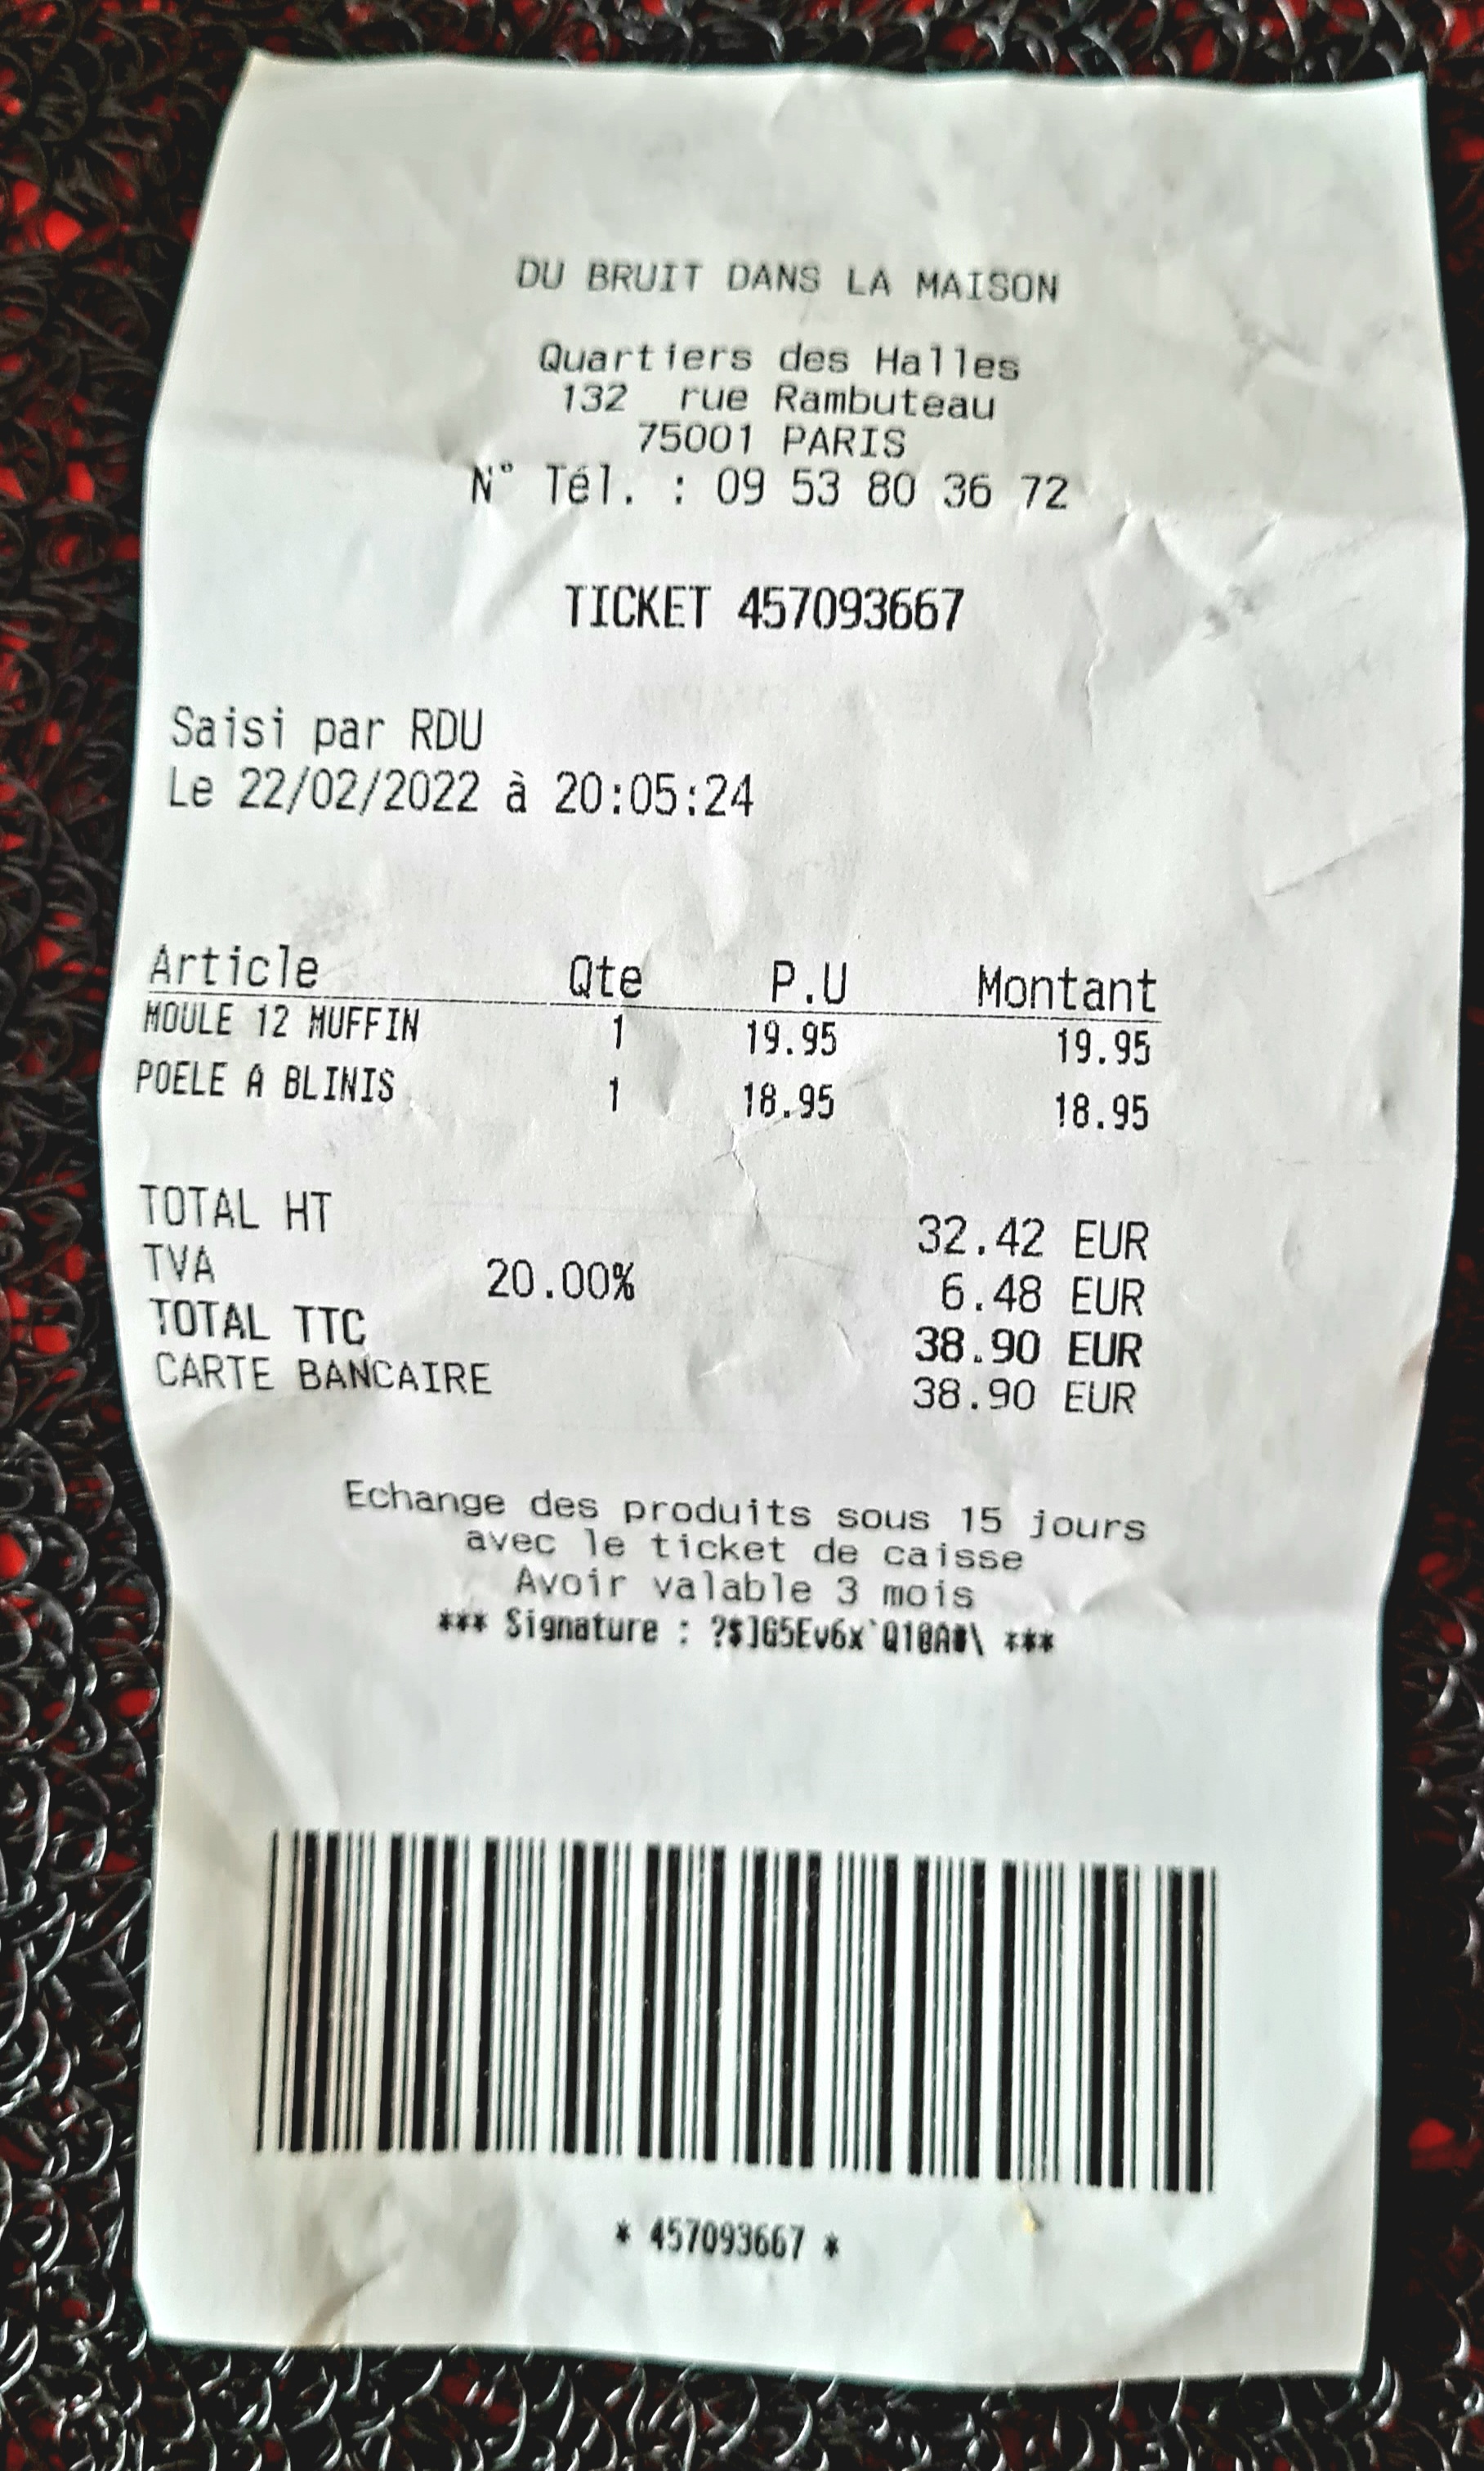 DU BRUIT DANS LA MAISON
Quartiers des Halles
132 rue Rambuteau
75001 PARIS
N° Tél. : 09 53 80 36 72
TICKET 457093667
Saisi par RDU
Le 22/02/2022 à 20:05:24
Article Qte P.U Montant
MOULE 12 MUFFIN 1 19.95 19.95
POELE A BLINIS 1 18.95 18.95
TOTAL HT 32.42 EUR
TVA 20.00% 6.48 EUR
TOTAL TTC 38.90 EUR
CARTE BANCAIRE 38.90 EUR
Echange des produits sous 15 jours
avec le ticket de caisse
Avoir valable 3 mois
*** Signature : ?$]G5Ev6x`Q1@A#\ ***
* 457093667 *